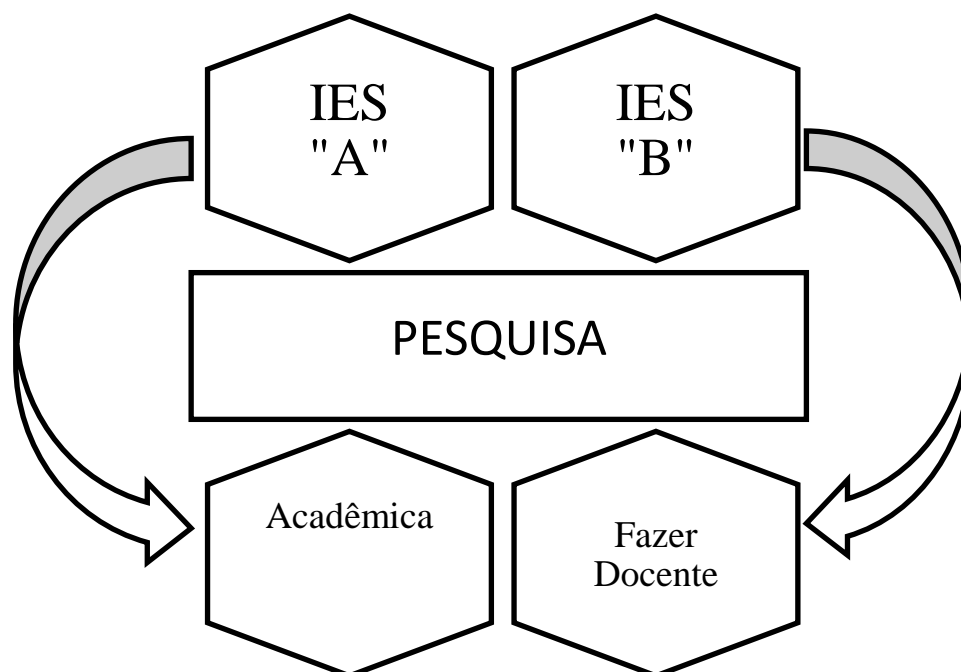 IES
"A"
IES
"B"
PESQUISA
Acadêmica
Fazer
Docente